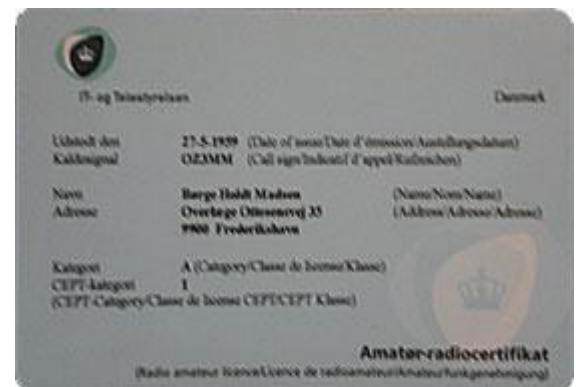 IT- og Telestyrelsen Danmark
Udstedt den 27-5-1959 (Date of issue/Date d'émission/Ausstellungsdatum)
Kaldesignal OZ3MM (Call sign/Indicatif d'appel/Rufzeichen)
Navn Børge Holdt Madsen (Name/Nom/Name)
Adresse Overlæge Ottosensvej 35 (Address/Adresse/Adresse)
9900 Frederikshavn
Kategori A (Category/Classe de license/Klasse)
CEPT-kategori 1
(CEPT-Category/Classe de license CEPT/CEPT Klasse)
Amatør-radiocertifikat
(Radio amateur licence/Licence de radioamateur/Amateurfunkgenehmigung)